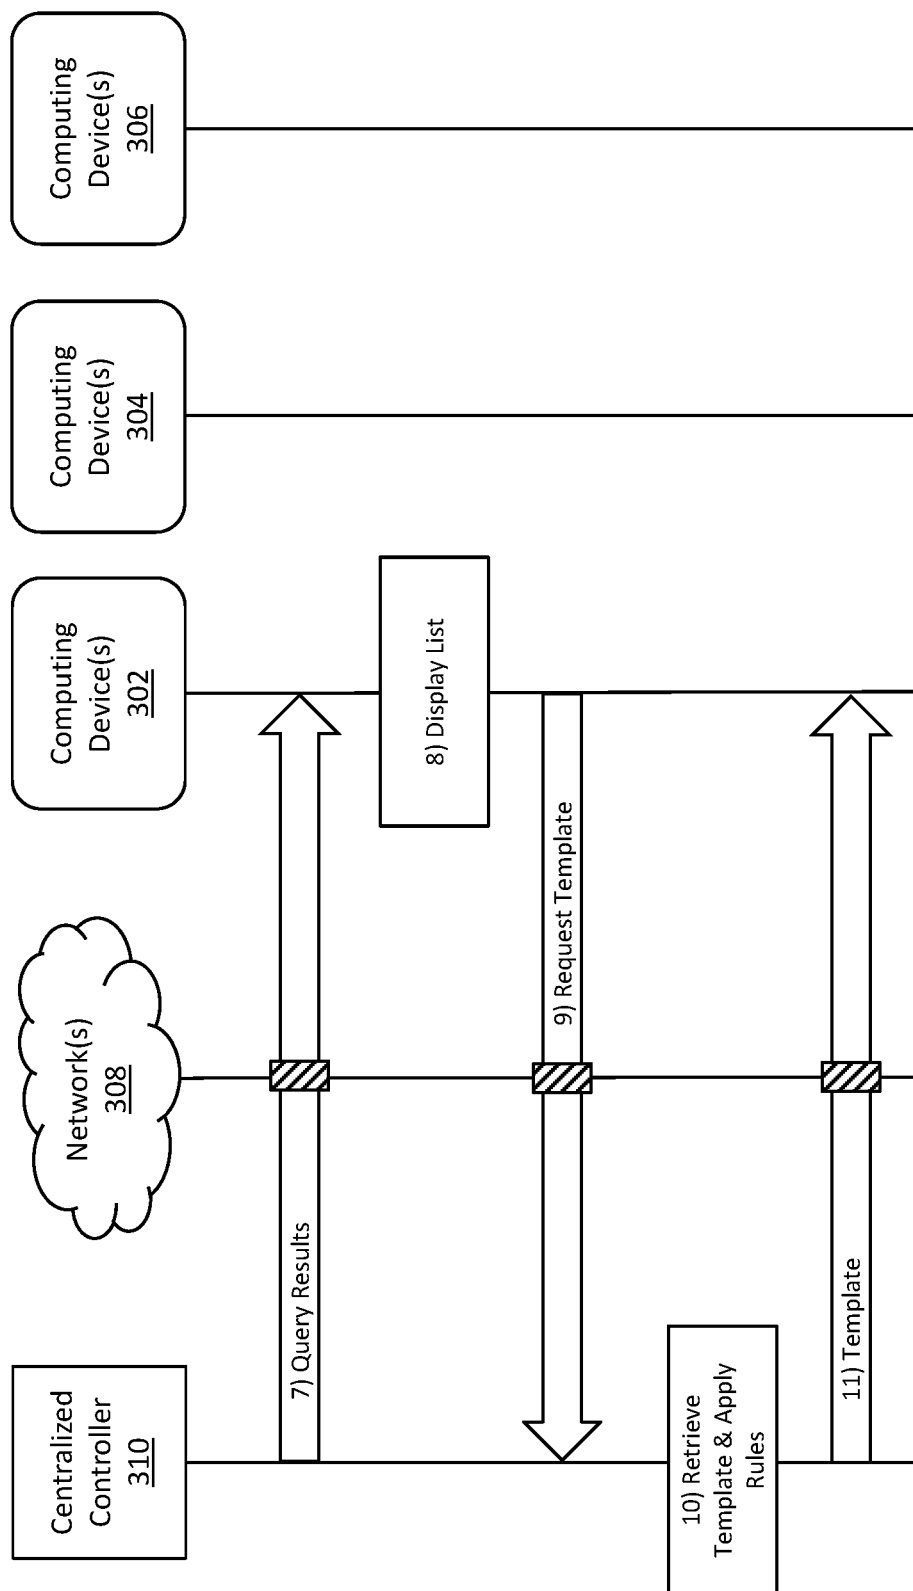 Centralized
Controller
310
Network(s)
308
Computing
Device(s)
302
Computing
Device(s)
304
Computing
Device(s)
306
7) Query Results
8) Display List
9) Request Template
10) Retrieve
Template & Apply
Rules
11) Template